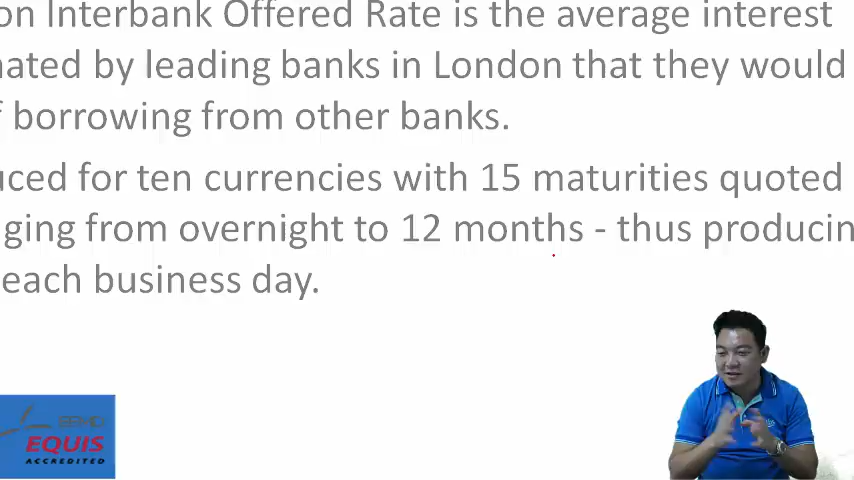 on Interbank Offered Rate is the average interest
ated by leading banks in London that they would
borrowing from other banks.
uced for ten currencies with 15 maturities quoted
ging from overnight to 12 months - thus producin
each business day.
EFMD
EQUIS
ACCREDITED